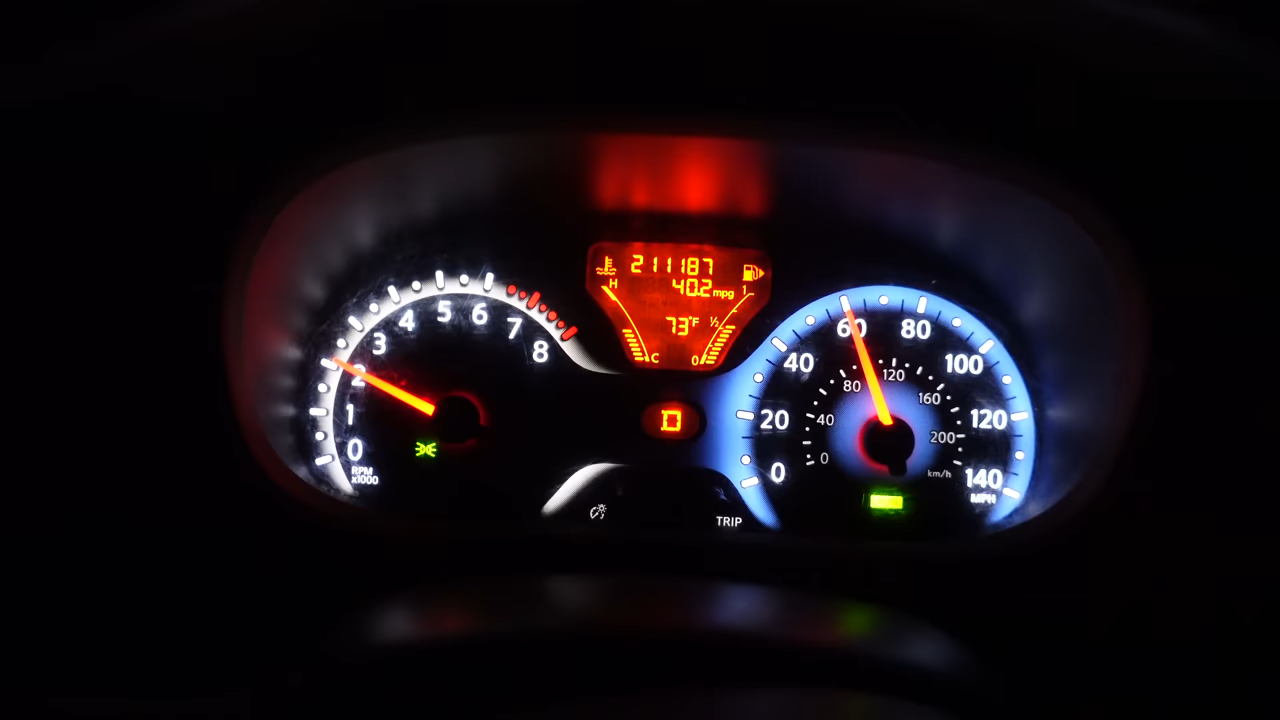 211187
40.2 mpg
H 1
73°F ½
C 0
0 1 2 3 4 5 6 7 8
RPM
x1000
D
0 20 40 60 80 100 120 140
MPH
0 40 80 120 160 200
km/h
TRIP